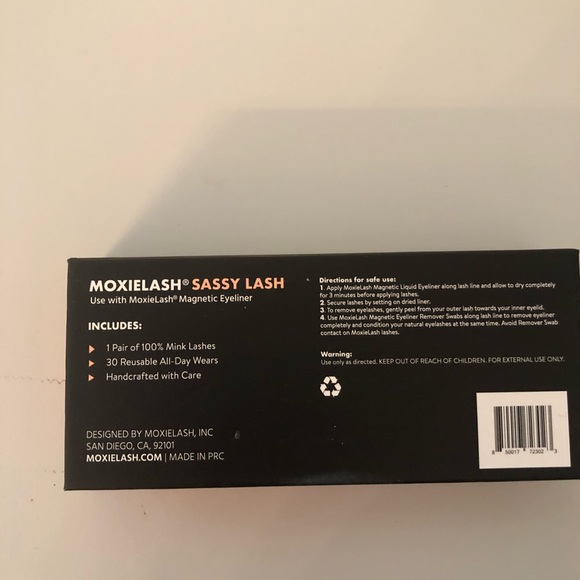 MOXIELASH® SASSY LASH
Use with MoxieLash® Magnetic Eyeliner
INCLUDES:
1 Pair of 100% Mink Lashes
30 Reusable All-Day Wears
Handcrafted with Care
DESIGNED BY MOXIELASH, INC
SAN DIEGO, CA, 92101
MOXIELASH.COM | MADE IN PRC
Directions for safe use:
1. Apply MoxieLash Magnetic Liquid Eyeliner along lash line and allow to dry completely
for 3 minutes before applying lashes.
2. Secure lashes by setting on dried liner.
3. To remove eyelashes, gently peel from your outer lash towards your inner eyelid.
4. Use MoxieLash Magnetic Eyeliner Remover Swabs along lash line to remove eyeliner
completely and condition your natural eyelashes at the same time. Avoid Remover Swab
contact on MoxieLash lashes.
Warning:
Use only as directed. KEEP OUT OF REACH OF CHILDREN. FOR EXTERNAL USE ONLY.
8 50017 72302 3